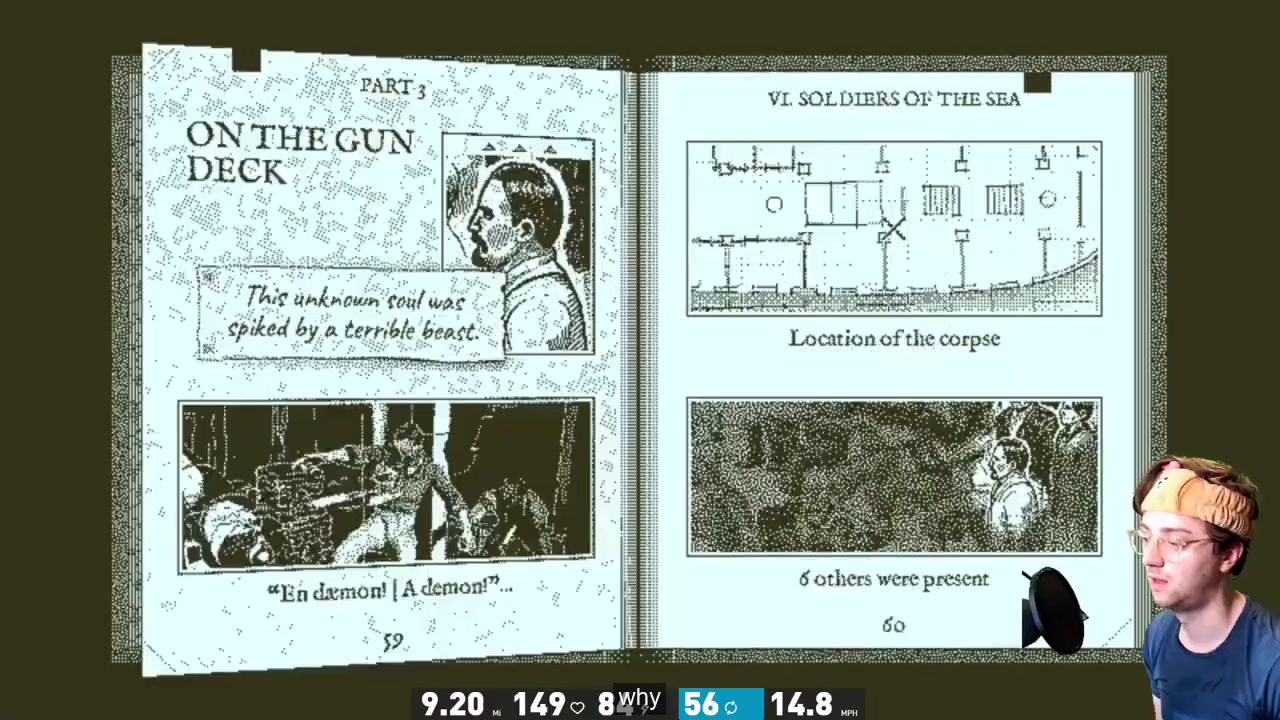 PART 3
ON THE GUN
DECK
This unknown soul was
spiked by a terrible beast.
"En dæmon! | A demon!"...
59
VI. SOLDIERS OF THE SEA
Location of the corpse
6 others were present
60
9.20 Mi 149 why 56 14.8 MPH